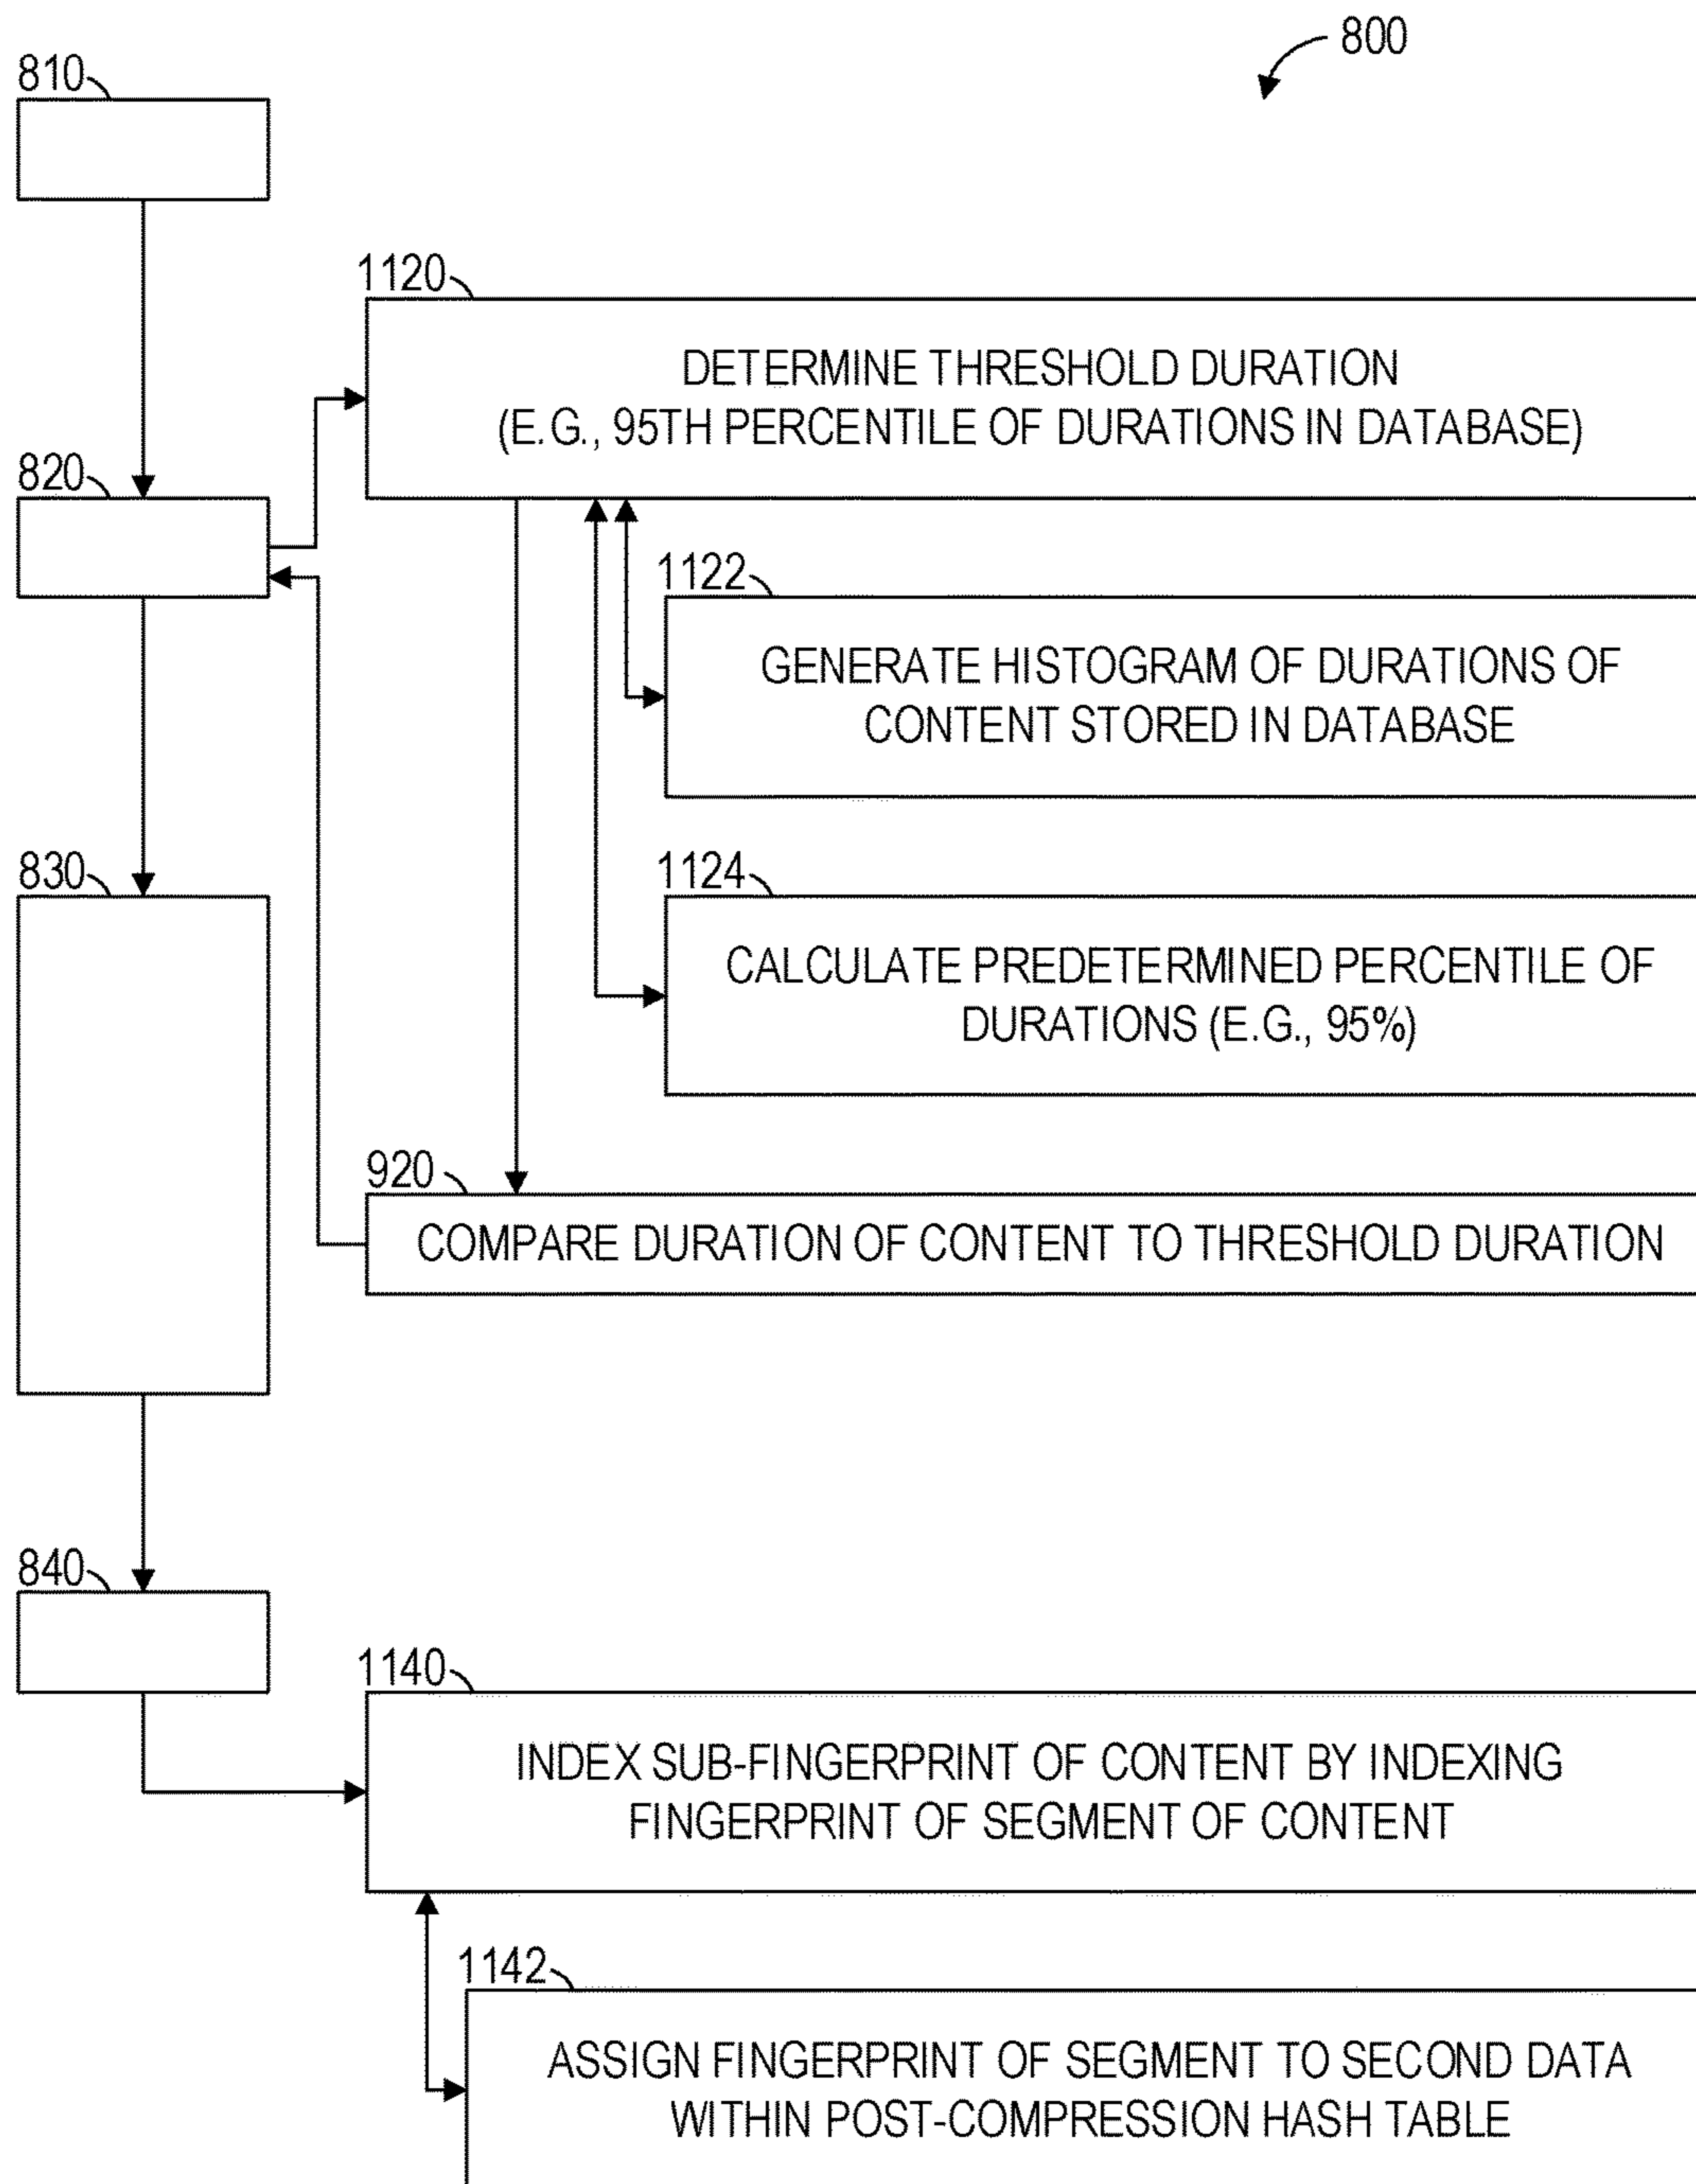 800
810
1120
DETERMINE THRESHOLD DURATION
(E.G., 95TH PERCENTILE OF DURATIONS IN DATABASE)
820
1122
GENERATE HISTOGRAM OF DURATIONS OF
CONTENT STORED IN DATABASE
830
1124
CALCULATE PREDETERMINED PERCENTILE OF
DURATIONS (E.G., 95%)
920
COMPARE DURATION OF CONTENT TO THRESHOLD DURATION
840
1140
INDEX SUB-FINGERPRINT OF CONTENT BY INDEXING
FINGERPRINT OF SEGMENT OF CONTENT
1142
ASSIGN FINGERPRINT OF SEGMENT TO SECOND DATA
WITHIN POST-COMPRESSION HASH TABLE